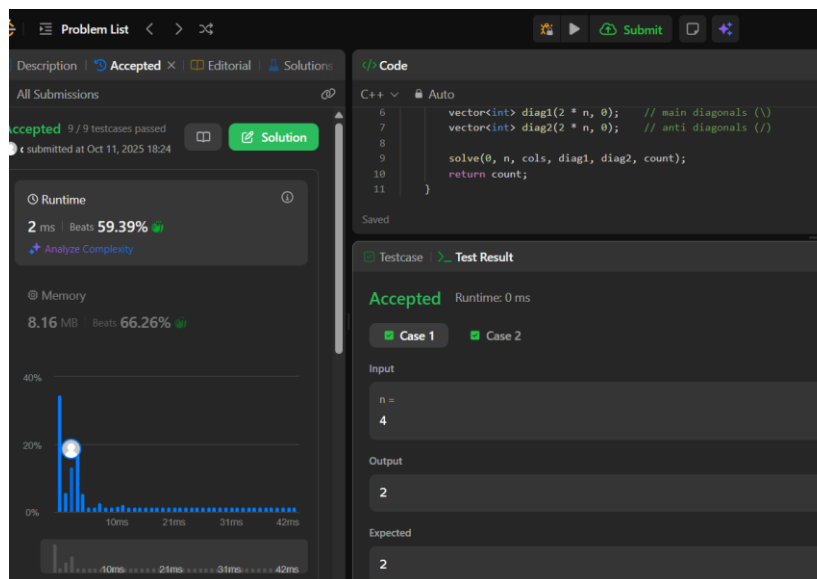 Problem List
Submit
Description
Accepted
Editorial
Solutions
All Submissions
Accepted 9 / 9 testcases passed
submitted at Oct 11, 2025 18:24
Solution
Runtime
2 ms Beats 59.39%
Analyze Complexity
Memory
8.16 MB Beats 66.26%
40%
20%
0%
10ms 21ms 31ms 42ms
10ms 21ms 31ms 42ms
</> Code
C++ Auto
6 vector<int> diag1(2 * n, 0); // main diagonals (\)
7 vector<int> diag2(2 * n, 0); // anti diagonals (/)
8
9 solve(0, n, cols, diag1, diag2, count);
10 return count;
11 }
Saved
Testcase >_ Test Result
Accepted Runtime: 0 ms
Case 1 Case 2
Input
n =
4
Output
2
Expected
2